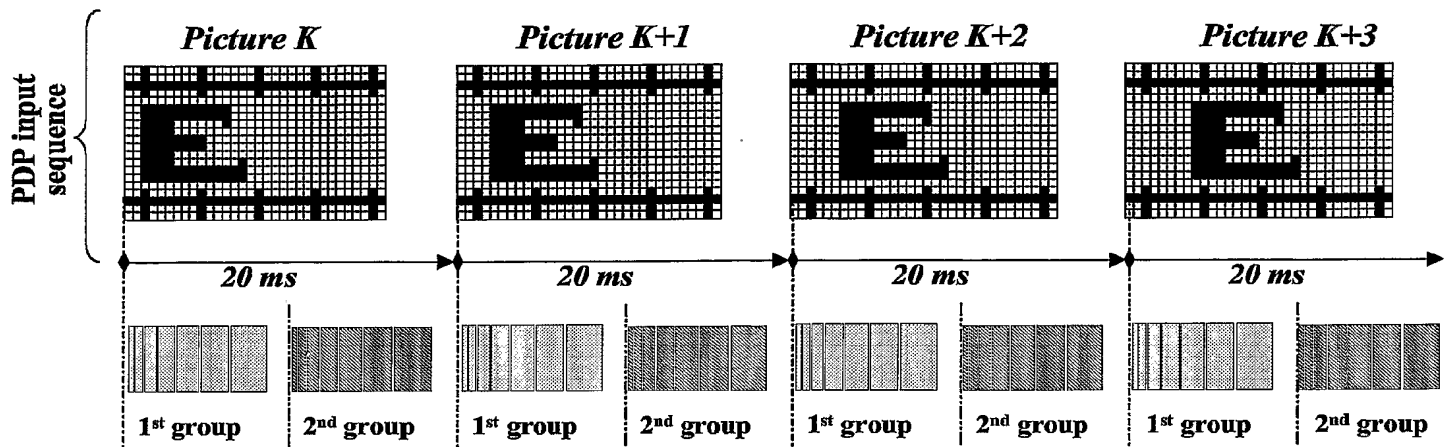 PDP input
sequence
Picture K Picture K+1 Picture K+2 Picture K+3
E E E E
20 ms 20 ms 20 ms 20 ms
1st group 2nd group 1st group 2nd group 1st group 2nd group 1st group 2nd group